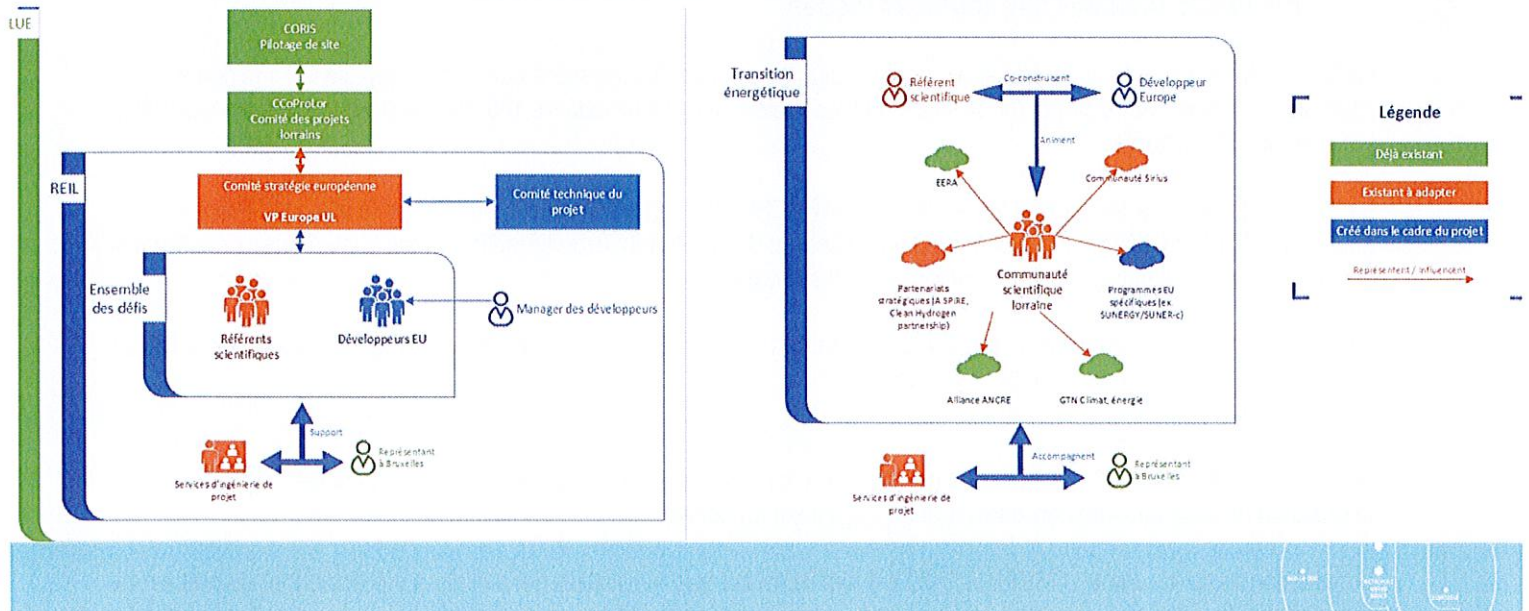 LUE
CORIS
Pilotage de site
CCoProLor
Comité des projets
lorrains
REIL
Comité stratégie européenne
VP Europe UL
Comité technique du
projet
Ensemble
des défis
Référents
scientifiques
Développeurs EU
Manager des développeurs
Support
Services d'ingénierie de
projet
Représentant
à Bruxelles
Transition
énergétique
Référent
scientifique
Co-construisent
Développeur
Europe
Animent
EERA
Communauté Sirius
Communauté
scientifique
lorraine
Partenariats
stratégiques (A.SPIRE,
Clean Hydrogen
partnership)
Programmes EU
spécifiques (ex.
SUNERGY/SUNER-c)
Alliance ANCRE
GTN Climat, énergie
Accompagnent
Services d'ingénierie de
projet
Représentant
à Bruxelles
Légende
Déjà existant
Existant à adapter
Créé dans le cadre du projet
Représentent / Influencent